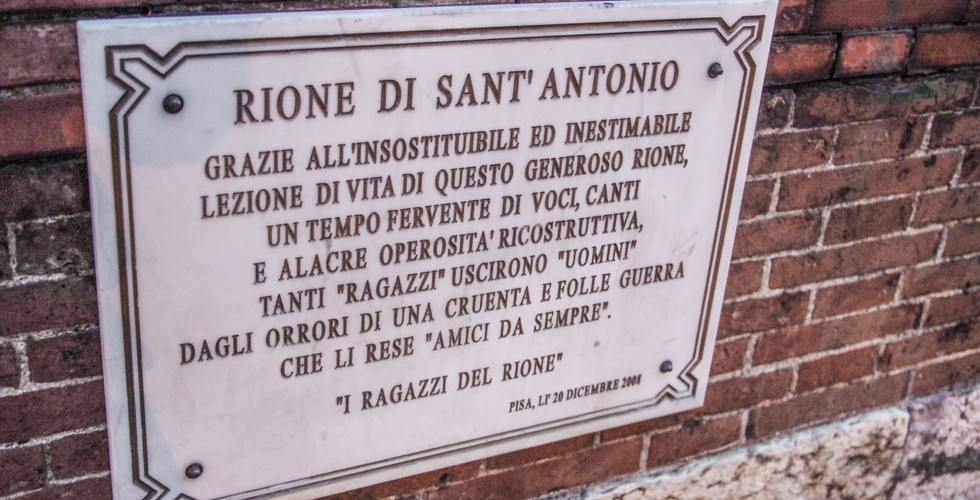 RIONE DI SANT'ANTONIO
GRAZIE ALL'INSOSTITUIBILE ED INESTIMABILE
LEZIONE DI VITA DI QUESTO GENEROSO RIONE,
UN TEMPO FERVENTE DI VOCI, CANTI
E ALACRE OPEROSITA' RICOSTRUTTIVA,
TANTI "RAGAZZI" USCIRONO "UOMINI"
DAGLI ORRORI DI UNA CRUENTA E FOLLE GUERRA
CHE LI RESE "AMICI DA SEMPRE".
"I RAGAZZI DEL RIONE"
PISA, LI' 20 DICEMBRE 2008